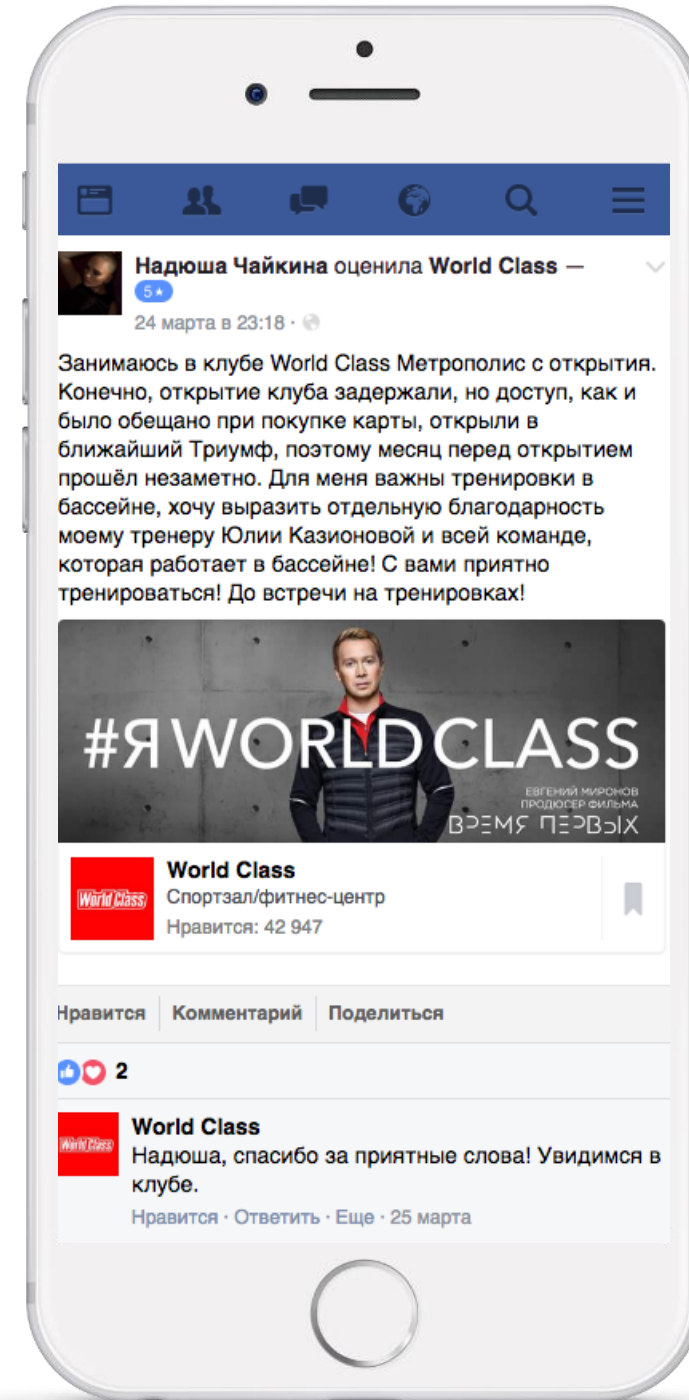 Надюша Чайкина оценила World Class —
5★
24 марта в 23:18 ·
Занимаюсь в клубе World Class Метрополис с открытия.
Конечно, открытие клуба задержали, но доступ, как и
было обещано при покупке карты, открыли в
ближайший Триумф, поэтому месяц перед открытием
прошёл незаметно. Для меня важны тренировки в
бассейне, хочу выразить отдельную благодарность
моему тренеру Юлии Казионовой и всей команде,
которая работает в бассейне! С вами приятно
тренироваться! До встречи на тренировках!
#ЯWORLDCLASS
ЕВГЕНИЙ МИРОНОВ
ПРОДЮСЕР ФИЛЬМА
ВРЕМЯ ПЕРВЫХ
World Class
World Class
Спортзал/фитнес-центр
Нравится: 42 947
Нравится Комментарий Поделиться
2
World Class
World Class
Надюша, спасибо за приятные слова! Увидимся в
клубе.
Нравится · Ответить · Еще · 25 марта